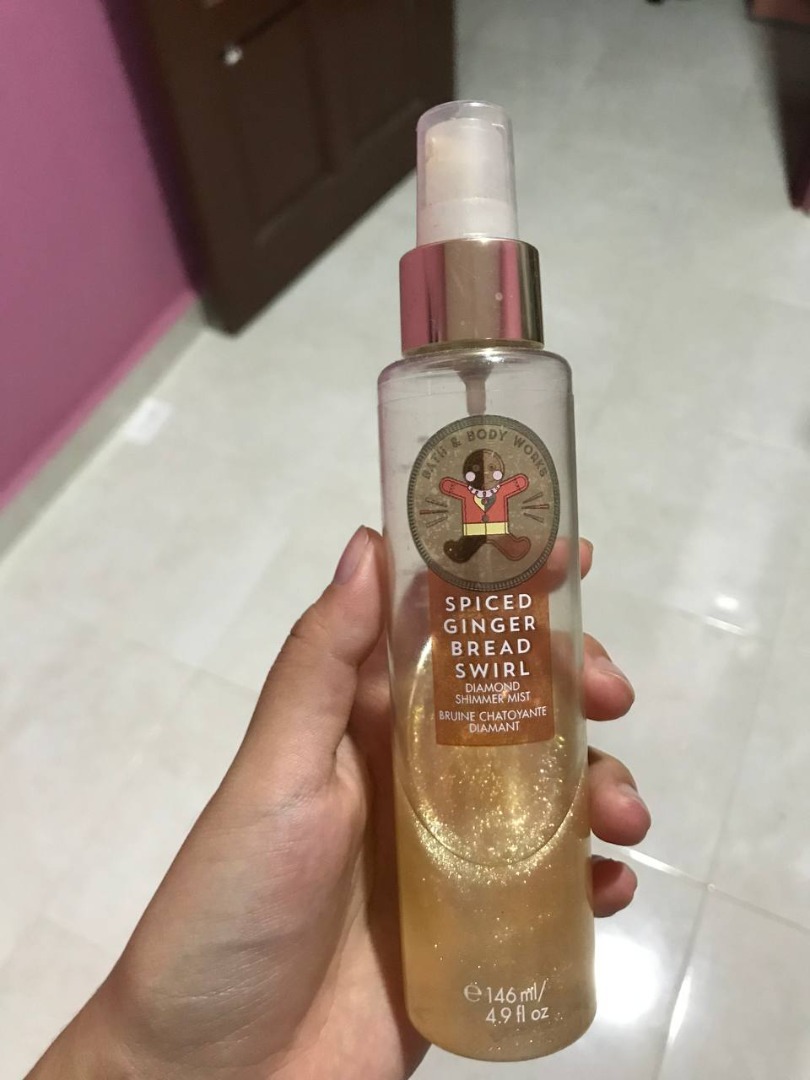 BATH & BODY WORKS
SPICED
GINGER
BREAD
SWIRL
DIAMOND
SHIMMER MIST
BRUINE CHATOYANTE
DIAMANT
℮ 146 ml/
4.9 fl oz